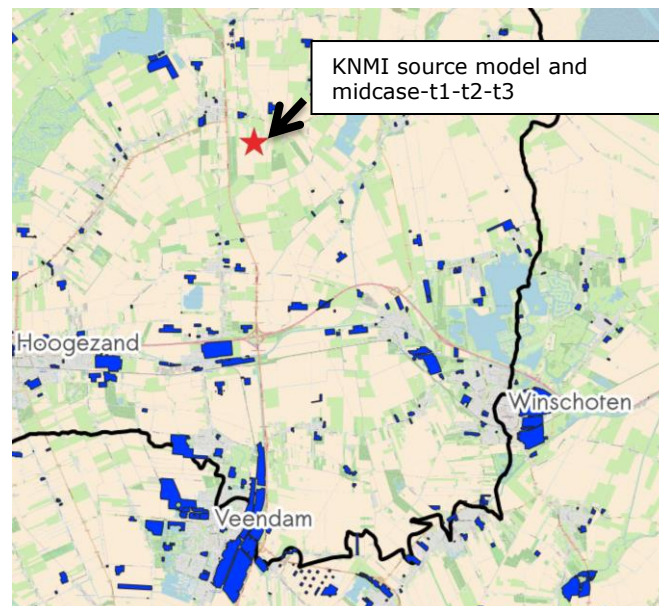 KNMI source model and
midcase-t1-t2-t3
Hoogezand
Winschoten
Veendam